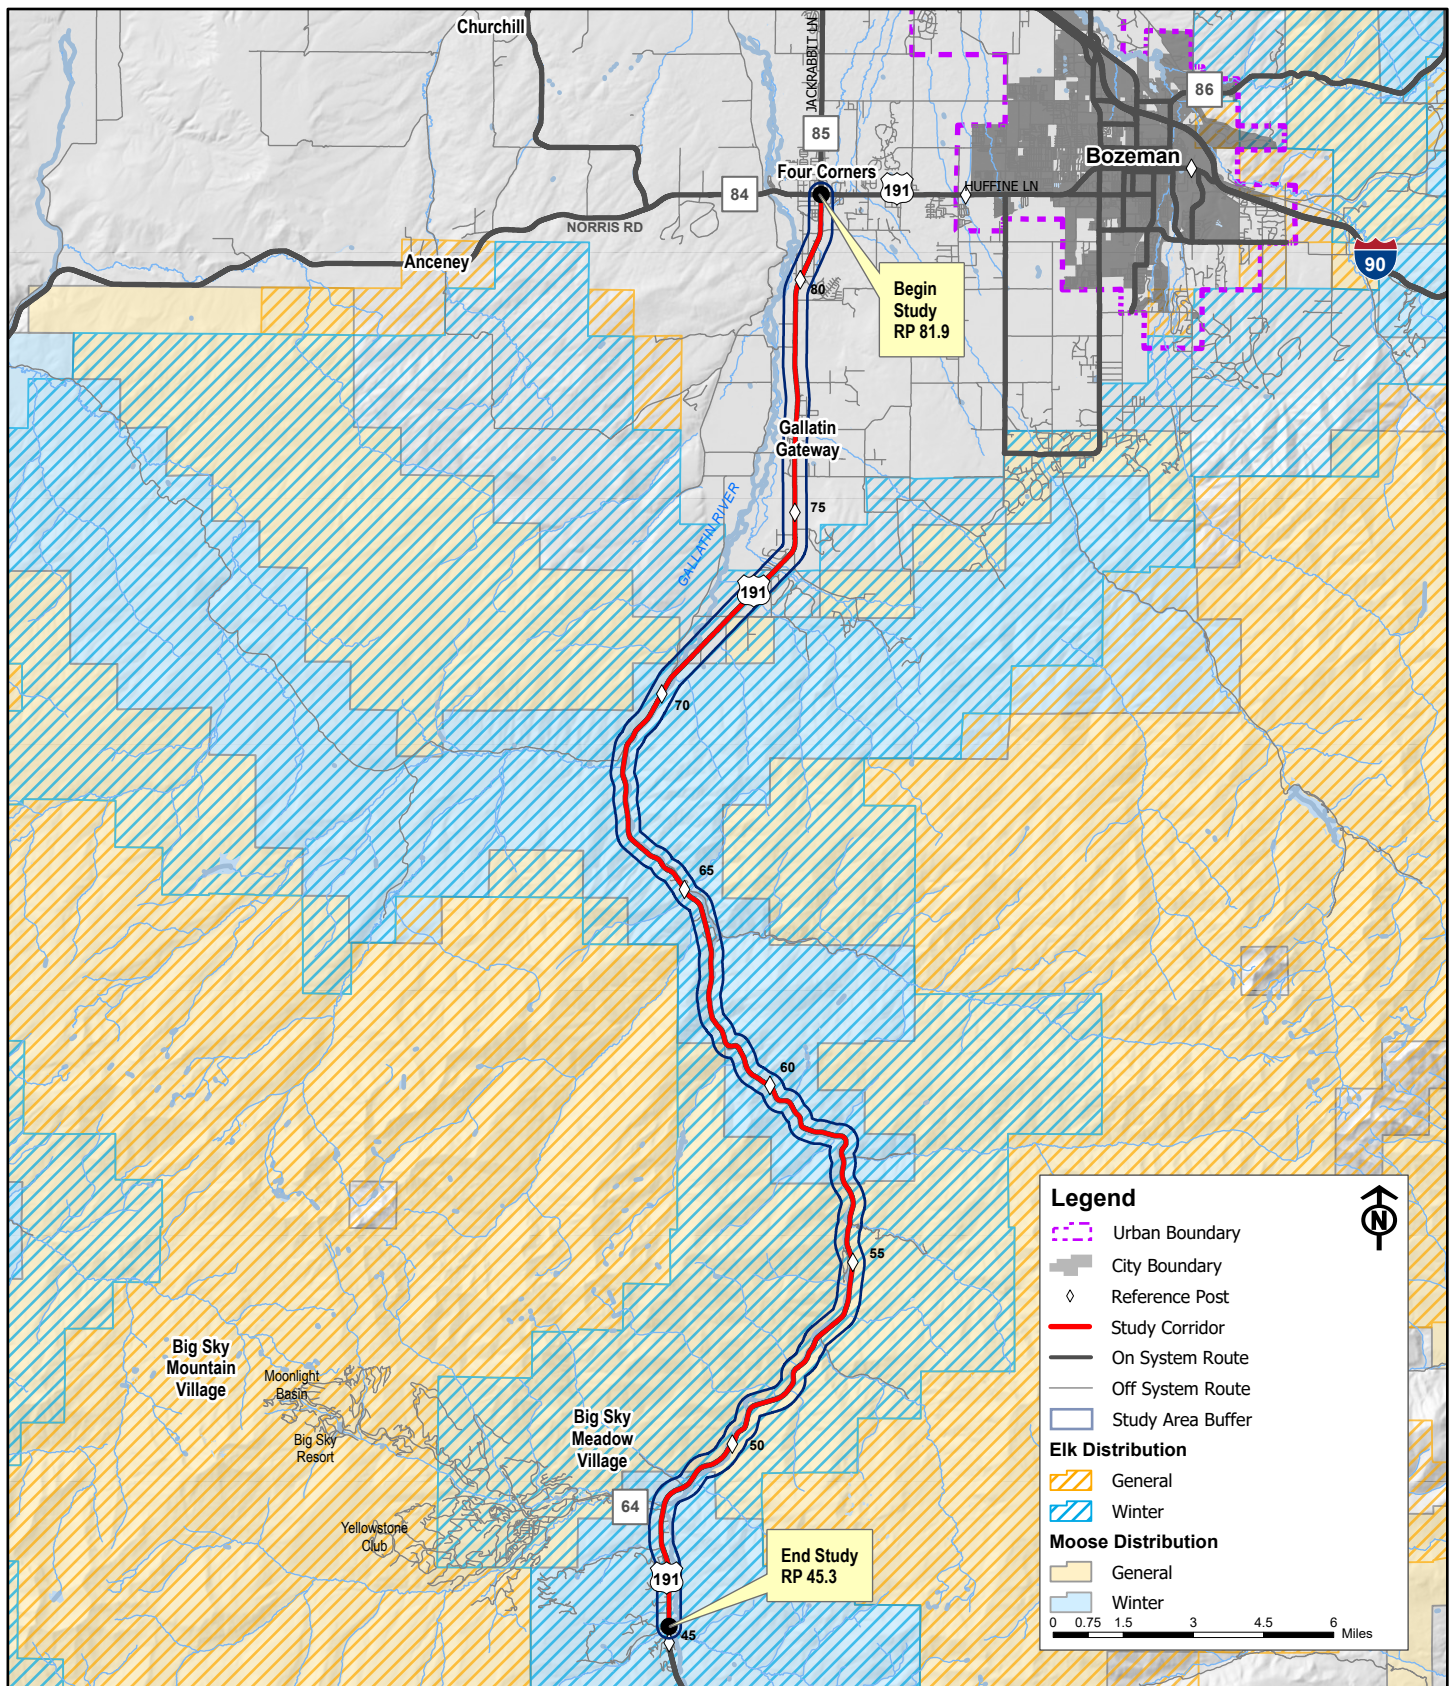 Churchill
JACKRABBIT LN
86
85
Bozeman
Four Corners
191
HUFFINE LN
84
NORRIS RD
Anceney
90
80
Begin
Study
RP 81.9
Gallatin
Gateway
75
GALLATIN RIVER
191
70
65
60
55
Big Sky
Mountain
Village
Moonlight
Basin
Big Sky
Resort
Big Sky
Meadow
Village
50
64
Yellowstone
Club
End Study
RP 45.3
191
45
Legend
N
Urban Boundary
City Boundary
Reference Post
Study Corridor
On System Route
Off System Route
Study Area Buffer
Elk Distribution
General
Winter
Moose Distribution
General
Winter
0 0.75 1.5 3 4.5 6
Miles